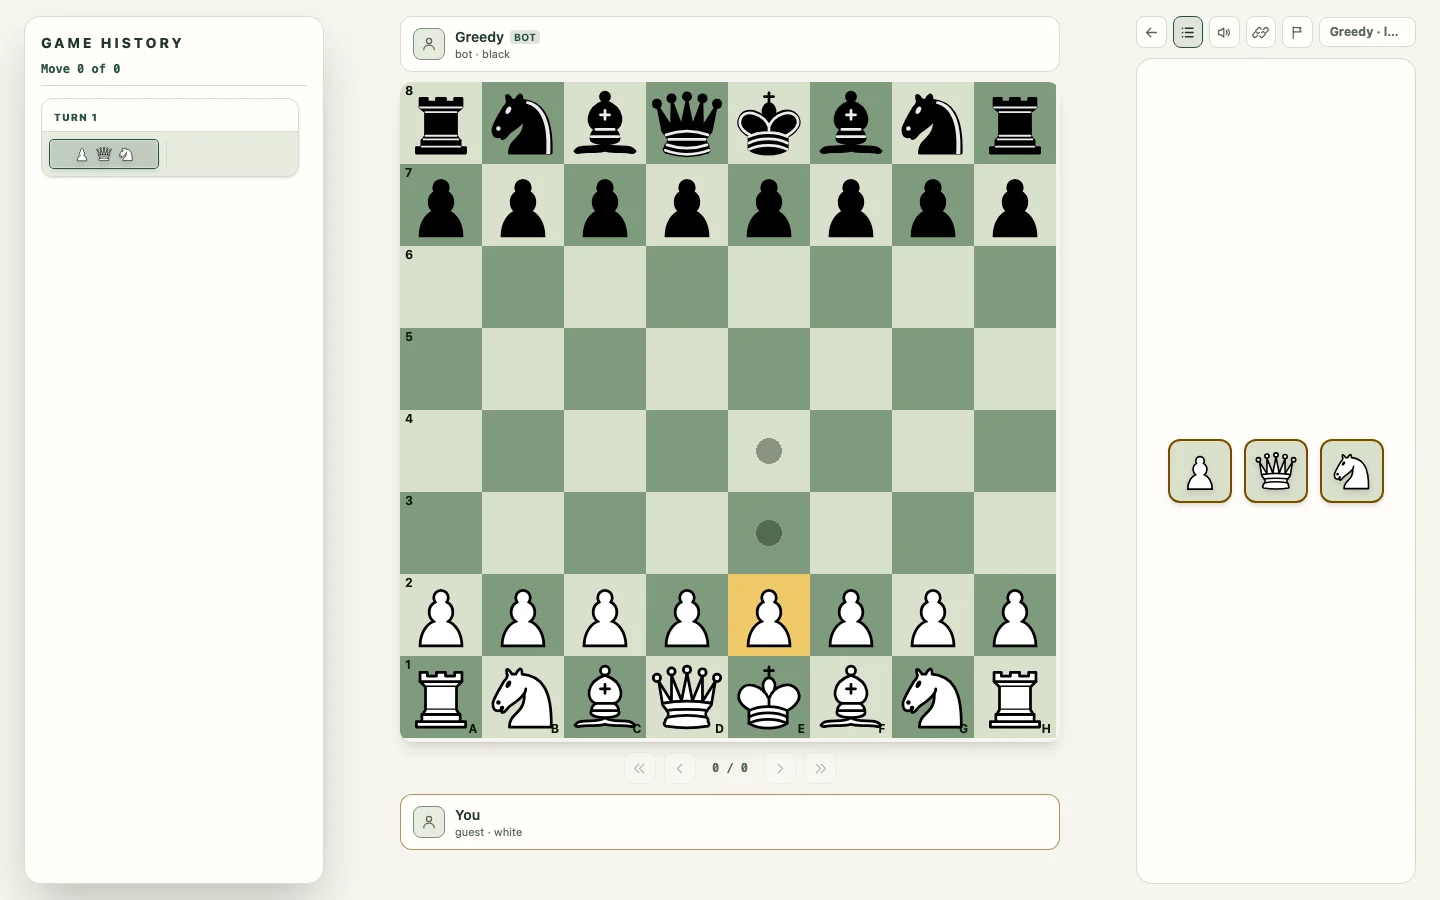 GAME HISTORY
Move 0 of 0
TURN 1
Greedy BOT
bot · black
8
7
6
5
4
3
2
1
A B C D E F G H
0 / 0
You
guest · white
Greedy · I...